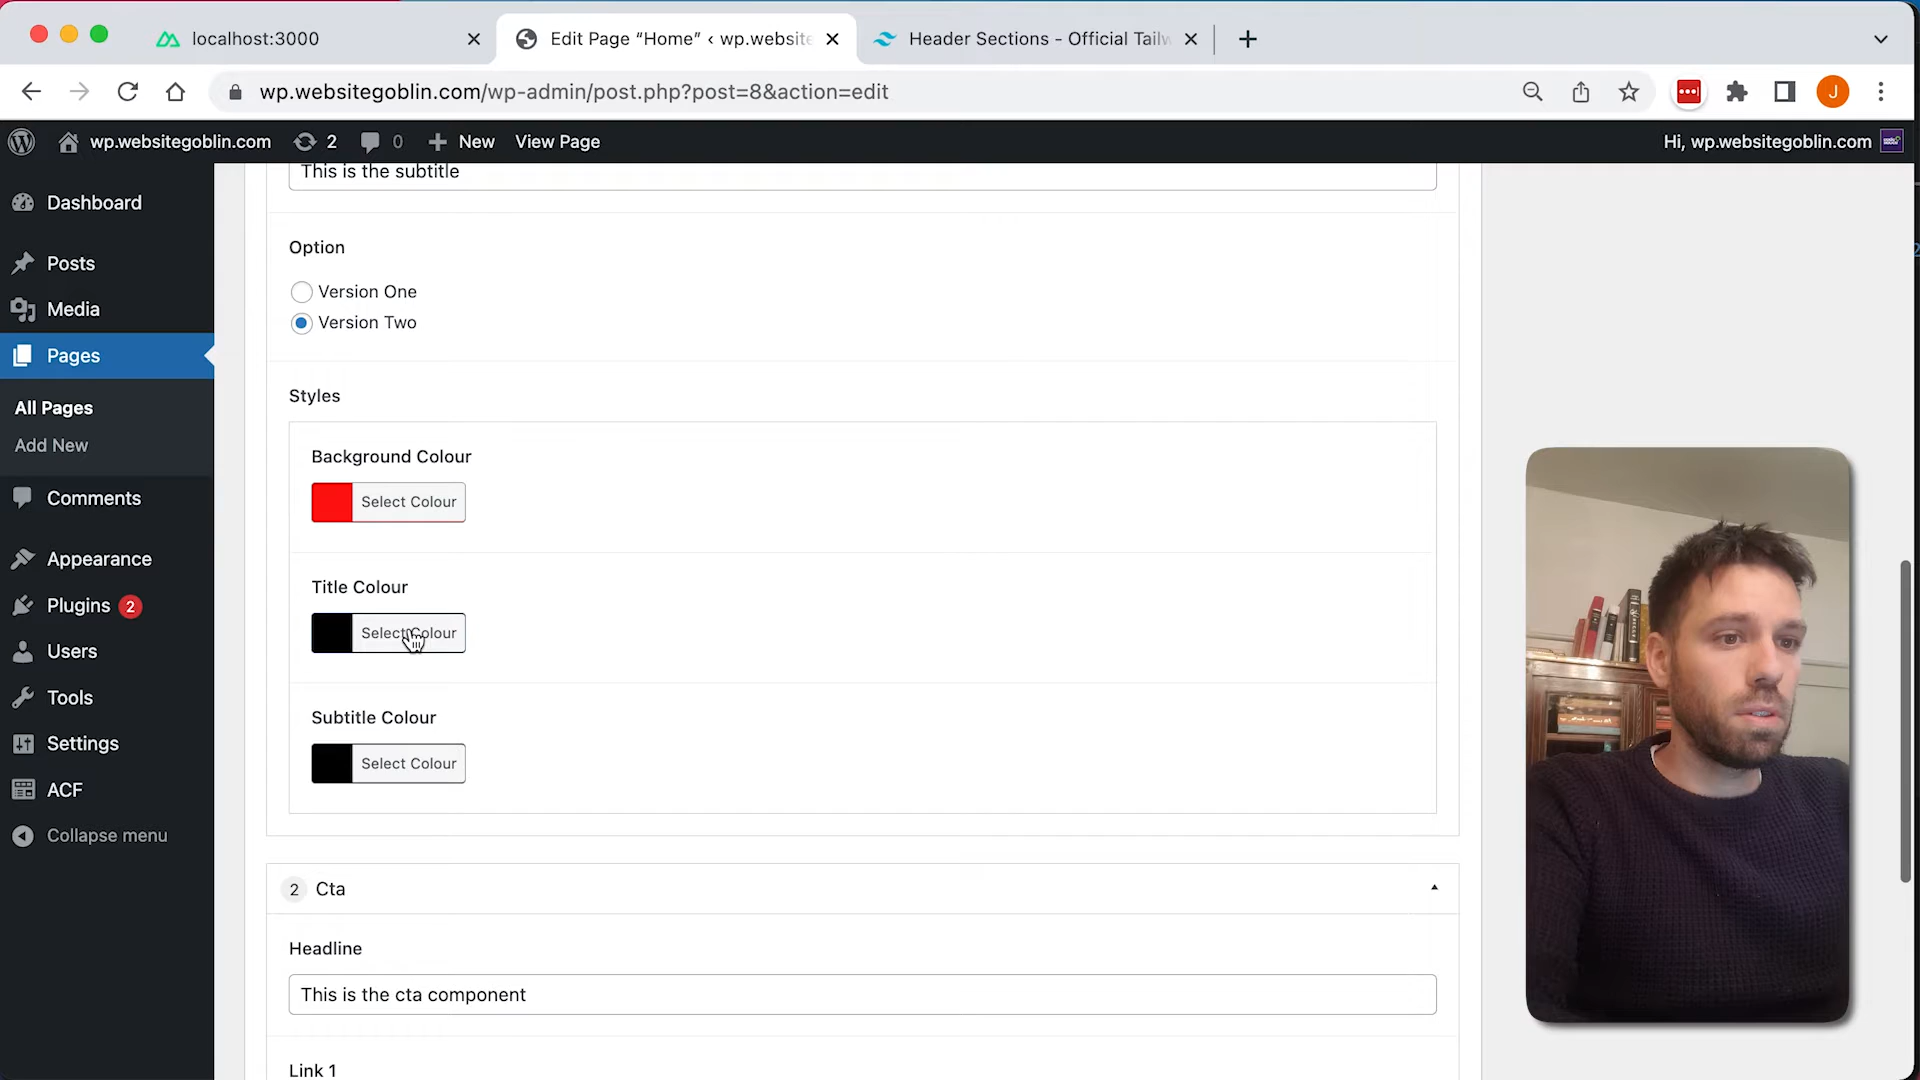 localhost:3000
Edit Page “Home” ‹ wp.website
Header Sections - Official Tailw
wp.websitegoblin.com/wp-admin/post.php?post=8&action=edit
J
wp.websitegoblin.com
2
0
New
View Page
Hi, wp.websitegoblin.com
Dashboard
Posts
Media
Pages
All Pages
Add New
Comments
Appearance
Plugins 2
Users
Tools
Settings
ACF
Collapse menu
This is the subtitle
Option
Version One
Version Two
Styles
Background Colour
Select Colour
Title Colour
Select Colour
Subtitle Colour
Select Colour
2 Cta
Headline
This is the cta component
Link 1